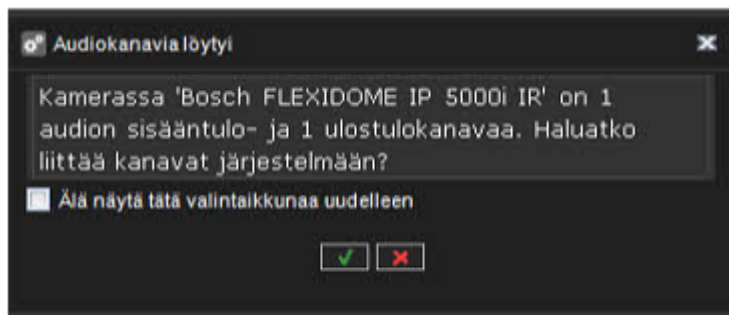 Audiokanavia löytyi
Kamerassa 'Bosch FLEXIDOME IP 5000i IR' on 1
audion sisääntulo- ja 1 ulostulokanavaa. Haluatko
liittää kanavat järjestelmään?
Älä näytä tätä valintaikkunaa uudelleen